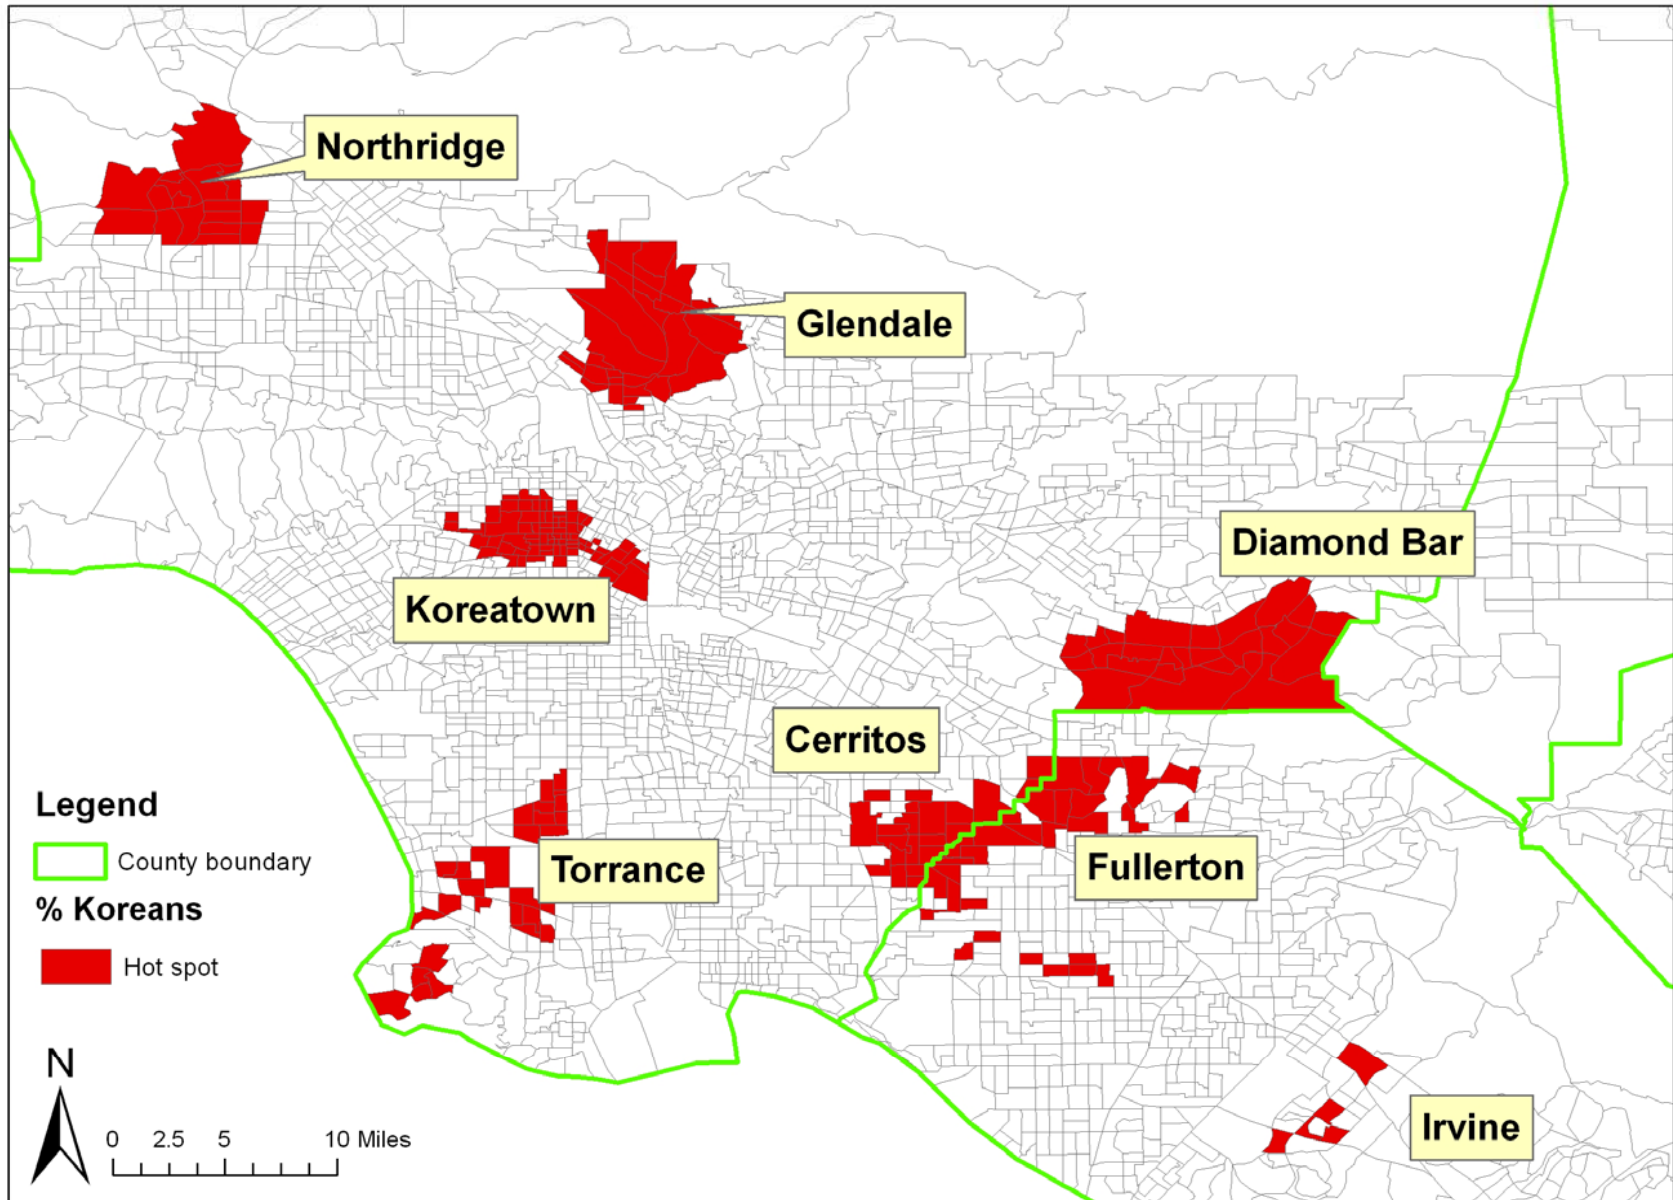 Northridge
Glendale
Diamond Bar
Koreatown
Cerritos
Legend
County boundary
Torrance
Fullerton
% Koreans
Hot spot
N
0 2.5 5 10 Miles
Irvine